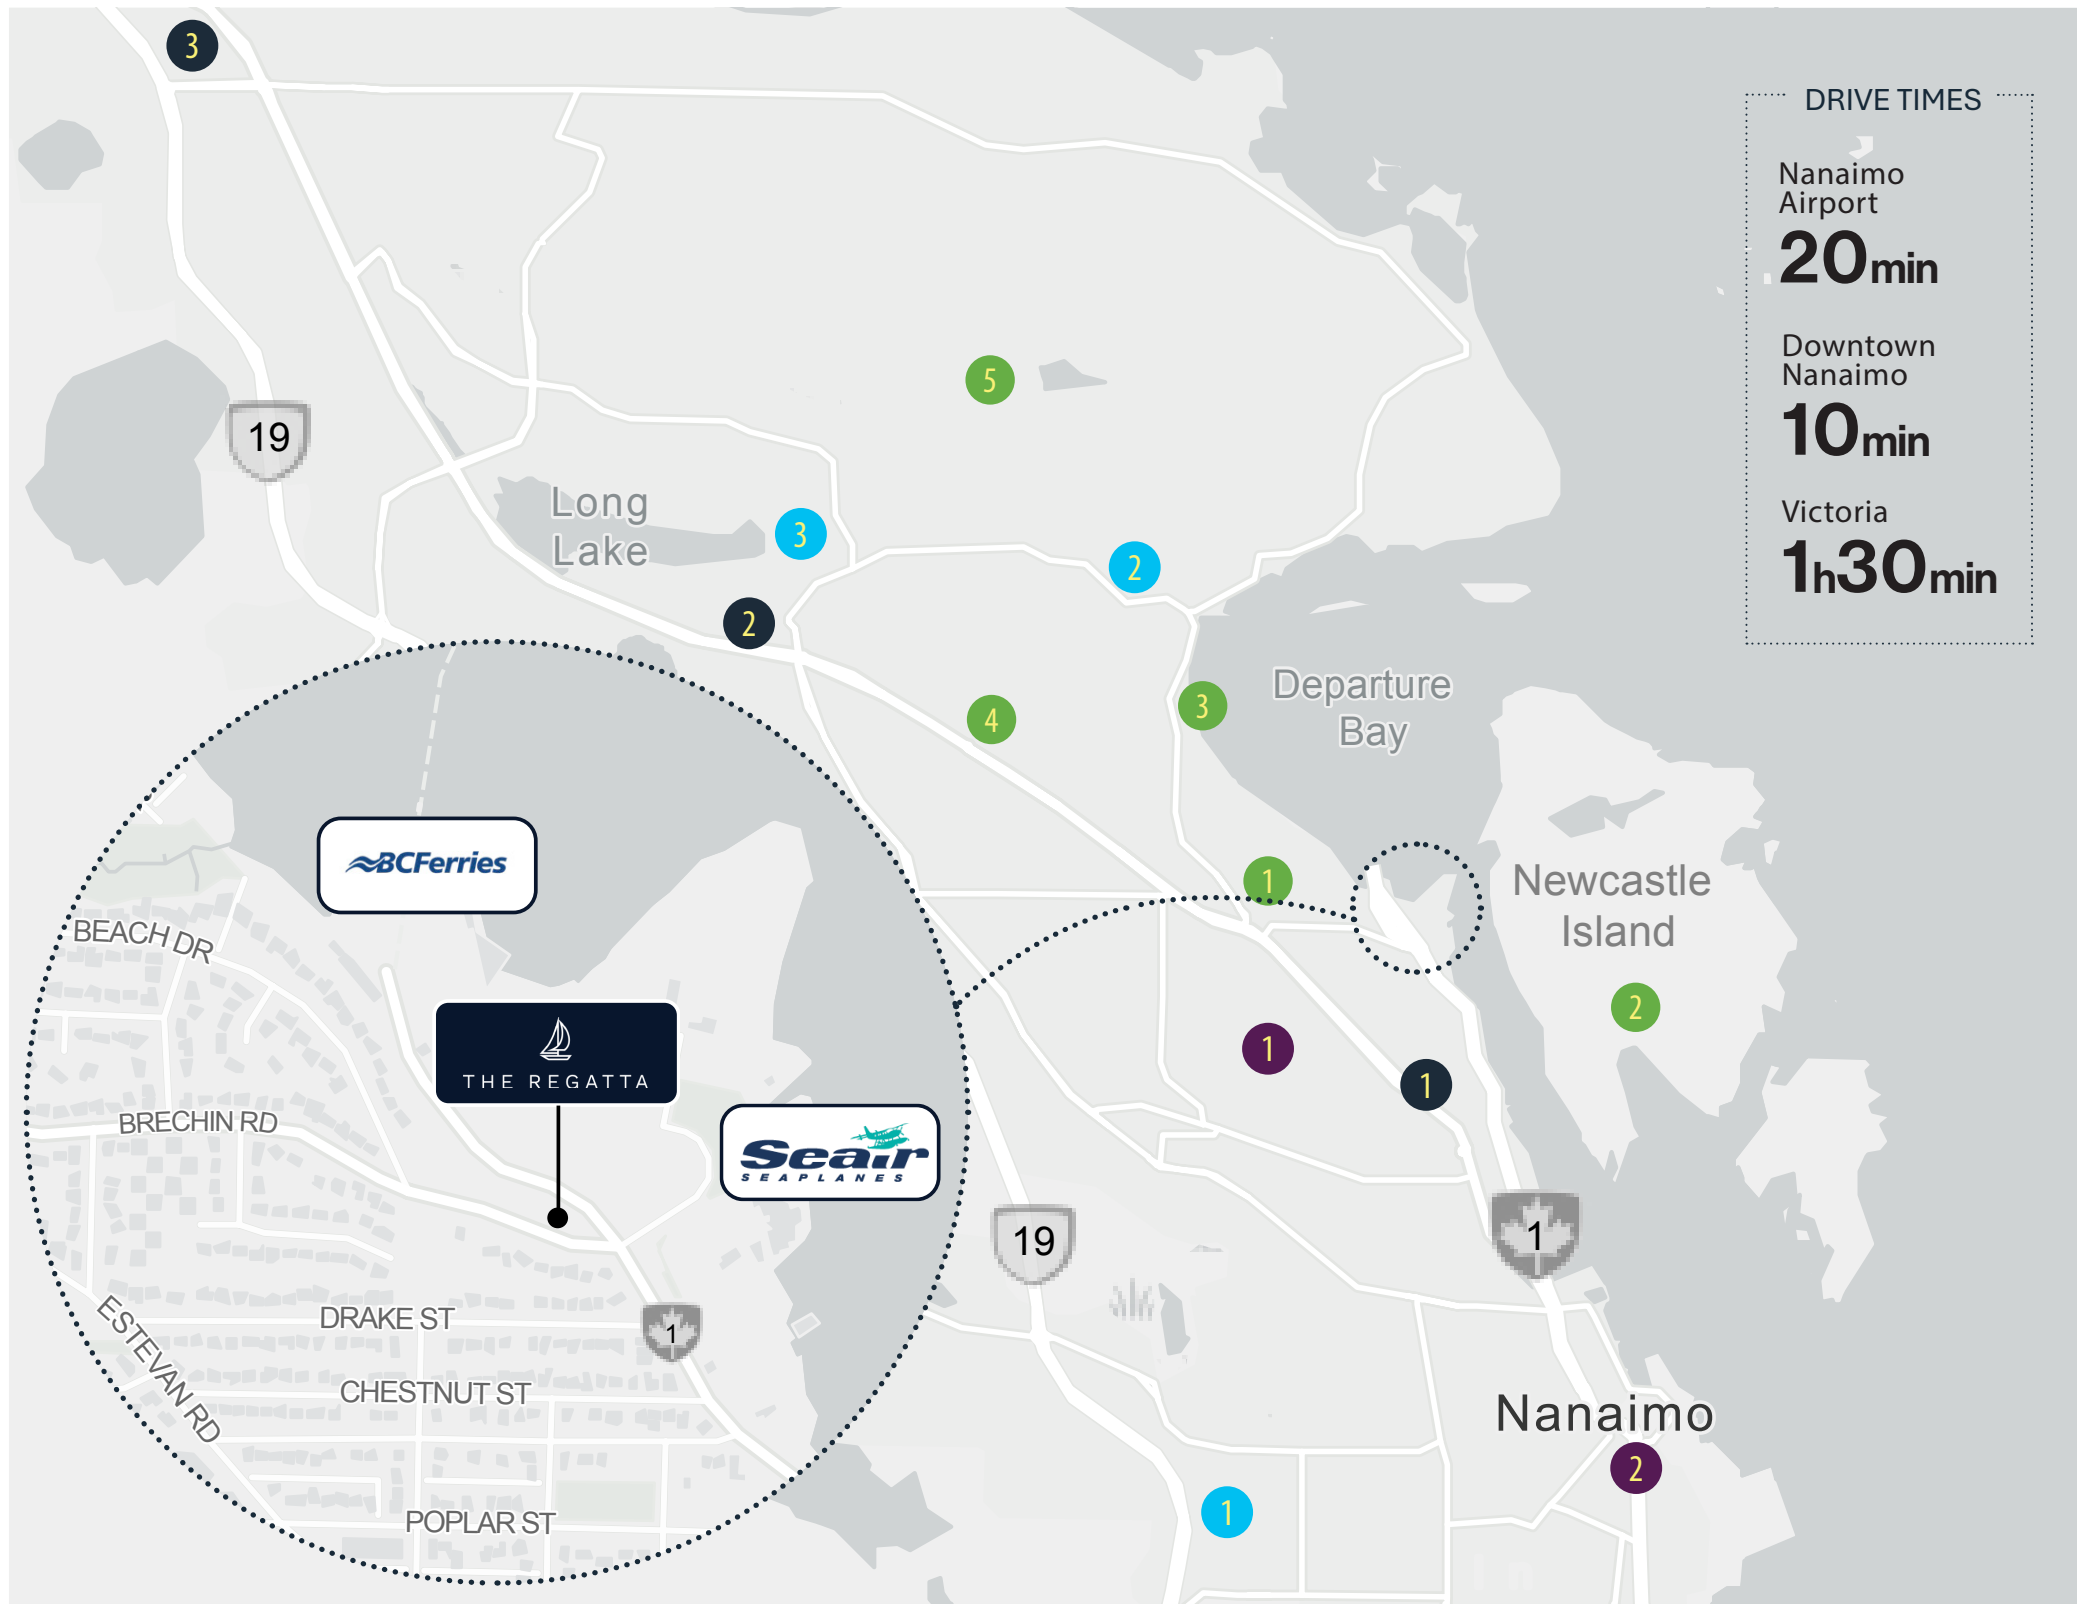 3
DRIVE TIMES
Nanaimo
Airport
20min
Downtown
Nanaimo
10min
Victoria
1h30min
5
19
Long
Lake
3
2
2
Departure
Bay
4
3
1
Newcastle
Island
2
BCFerries
BEACH DR
THE REGATTA
1
1
BRECHIN RD
Seair
SEAPLANES
19
1
DRAKE ST
1
ESTEVAN RD
CHESTNUT ST
Nanaimo
2
POPLAR ST
1